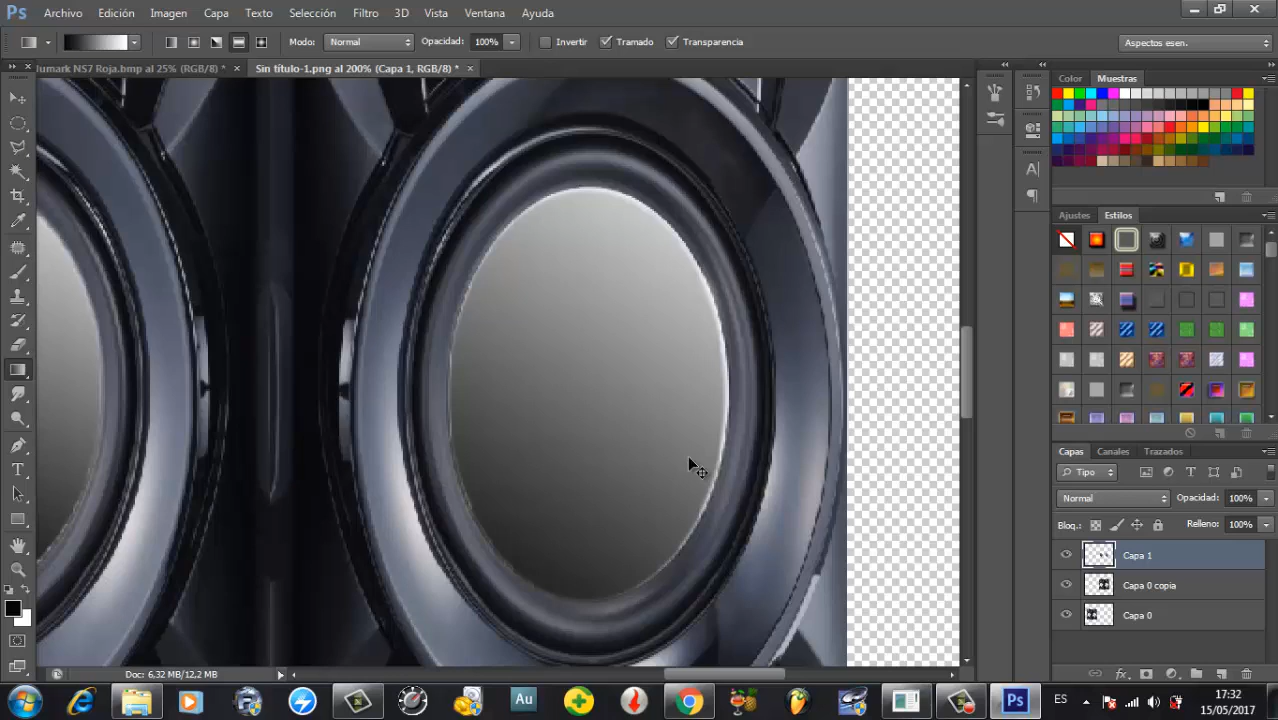 Ps Archivo Edición Imagen Capa Texto Selección Filtro 3D Vista Ventana Ayuda
Modo: Normal Opacidad: 100% Invertir Tramado Transparencia Aspectos esen.
umark NS7 Roja.bmp al 25% (RGB/8) * × Sin título-1.png al 200% (Capa 1, RGB/8) * ×
Color Muestras
Ajustes Estilos
Capas Canales Trazados
Tipo
Normal Opacidad: 100%
Bloq.: Relleno: 100%
Capa 1
Capa 0 copia
Capa 0
Doc: 6,32 MB/12,2 MB
Au Ps ES 17:32
15/05/2017